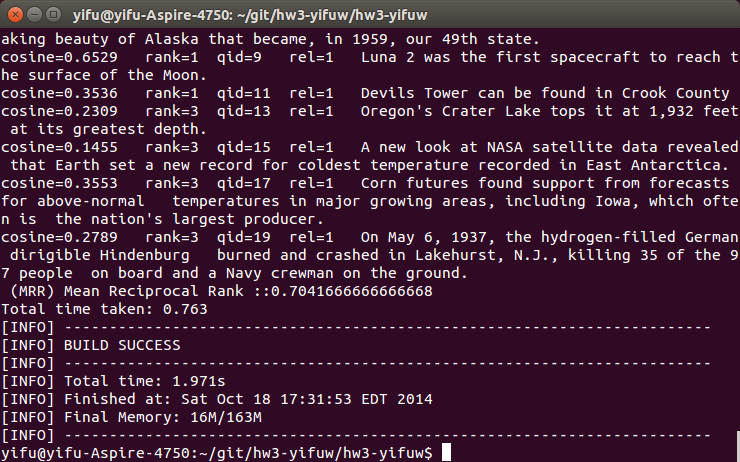 yifu@yifu-Aspire-4750: ~/git/hw3-yifuw/hw3-yifuw
aking beauty of Alaska that became, in 1959, our 49th state.
cosine=0.6529   rank=1  qid=9   rel=1   Luna 2 was the first spacecraft to reach t
he surface of the Moon.
cosine=0.3536   rank=1  qid=11  rel=1   Devils Tower can be found in Crook County
cosine=0.2309   rank=3  qid=13  rel=1   Oregon's Crater Lake tops it at 1,932 feet
 at its greatest depth.
cosine=0.1455   rank=3  qid=15  rel=1   A new look at NASA satellite data revealed
 that Earth set a new record for coldest temperature recorded in East Antarctica.
cosine=0.3553   rank=3  qid=17  rel=1   Corn futures found support from forecasts
for above-normal   temperatures in major growing areas, including Iowa, which ofte
n is  the nation's largest producer.
cosine=0.2789   rank=3  qid=19  rel=1   On May 6, 1937, the hydrogen-filled German
 dirigible Hindenburg   burned and crashed in Lakehurst, N.J., killing 35 of the 9
7 people  on board and a Navy crewman on the ground.
 (MRR) Mean Reciprocal Rank ::0.7041666666666668
Total time taken: 0.763
[INFO] ------------------------------------------------------------------------
[INFO] BUILD SUCCESS
[INFO] ------------------------------------------------------------------------
[INFO] Total time: 1.971s
[INFO] Finished at: Sat Oct 18 17:31:53 EDT 2014
[INFO] Final Memory: 16M/163M
[INFO] ------------------------------------------------------------------------
yifu@yifu-Aspire-4750:~/git/hw3-yifuw/hw3-yifuw$